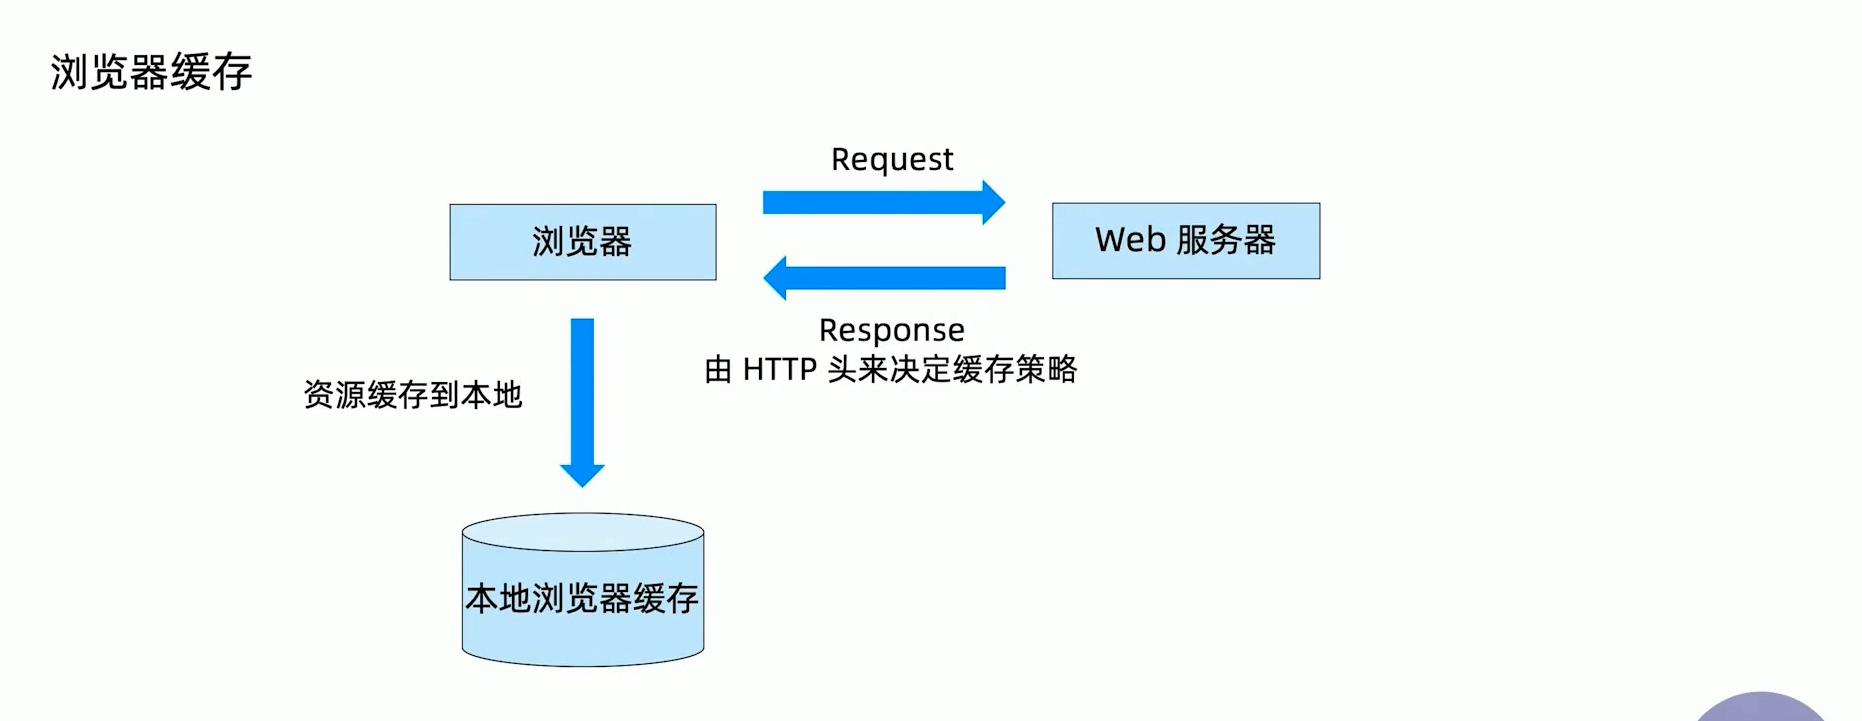 浏览器缓存
Request
浏览器
Web 服务器
Response
由 HTTP 头来决定缓存策略
资源缓存到本地
本地浏览器缓存